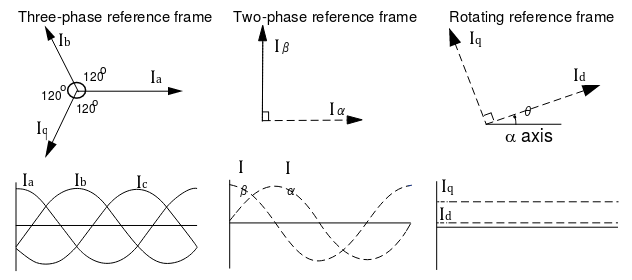 Three-phase reference frame
Two-phase reference frame
Rotating reference frame
Ib
120°
Ia
120°
120°
Iq
Iβ
Iα
Iq
Id
θ
α axis
Ia
Ib
Ic
I
β
I
α
Iq
Id